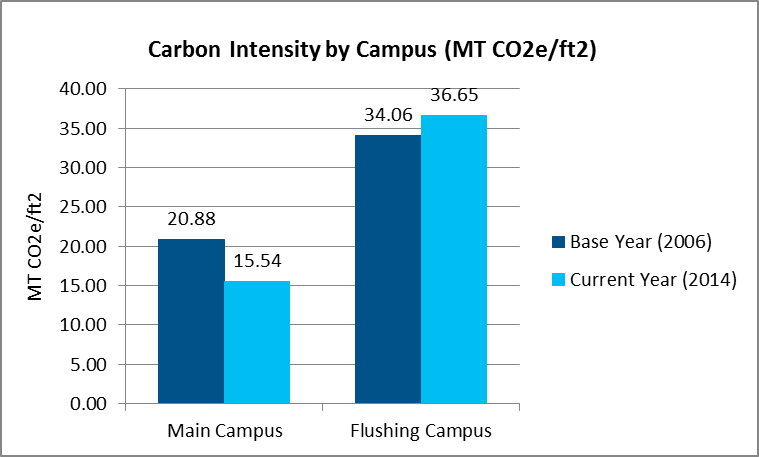 Carbon Intensity by Campus (MT CO2e/ft2)
MT CO2e/ft2
40.00
35.00
30.00
25.00
20.00
15.00
10.00
5.00
0.00
20.88
15.54
34.06
36.65
Main Campus
Flushing Campus
Base Year (2006)
Current Year (2014)